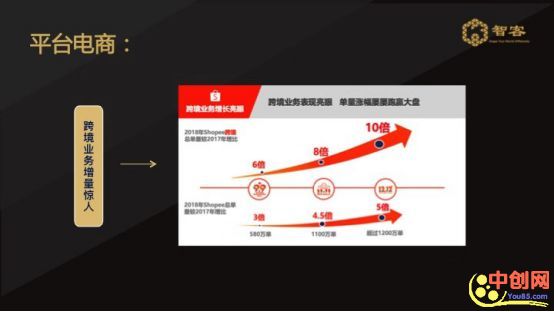 平台电商：
智客
跨境业务增量惊人
跨境业务增长亮眼
跨境业务表现亮眼 单量涨幅屡屡跑赢大盘
2018年Shopee跨境
总单量较2017年增比
6倍
8倍
10倍
9.9
11.11
12.12
2018年Shopee总单
量较2017年增比
3倍
4.5倍
5倍
580万单
1100万单
超过1200万单
中创网
You85.com